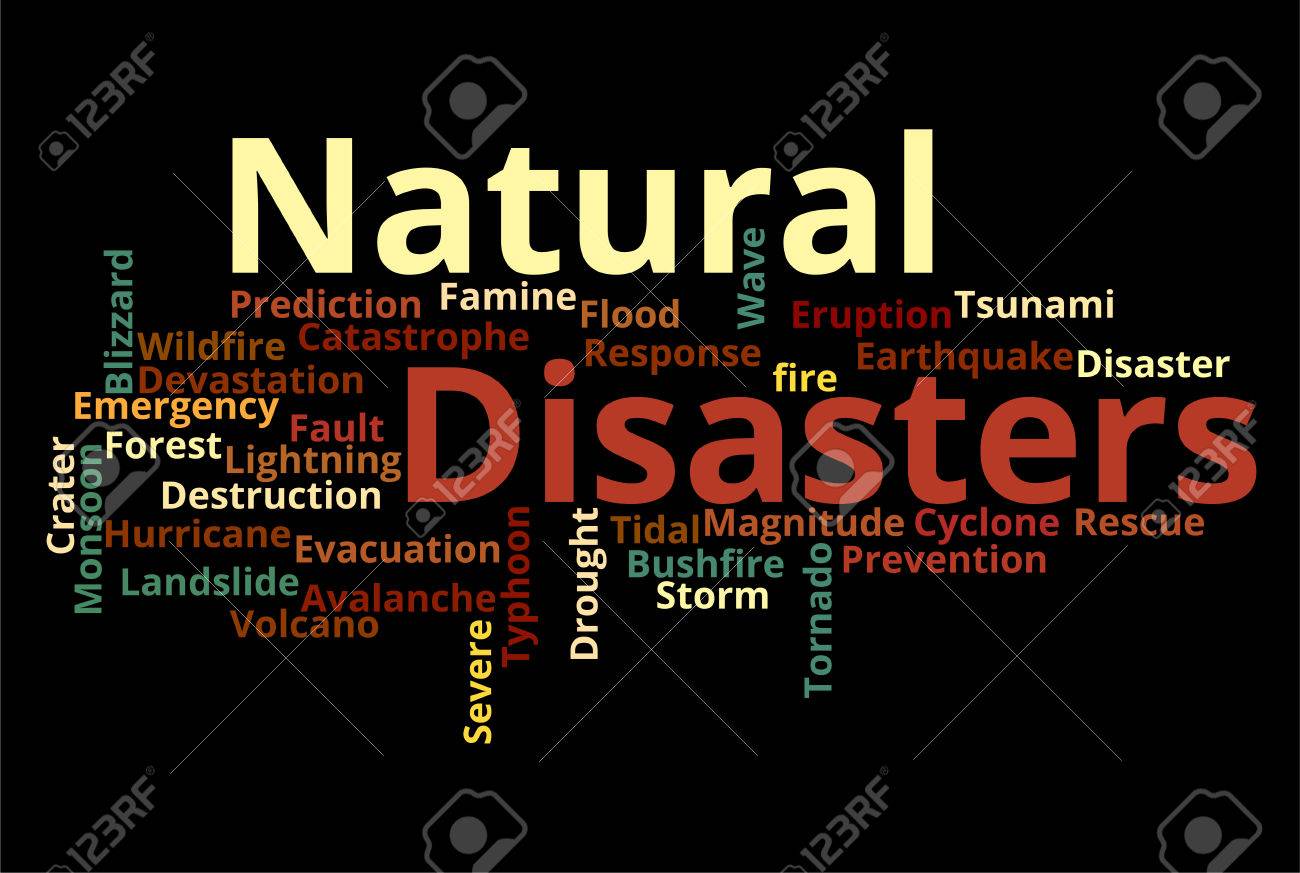 Natural
Wave
Blizzard
Prediction
Famine
Flood
Eruption
Tsunami
Wildfire
Catastrophe
Response
Earthquake
Disaster
Devastation
fire
Emergency
Disasters
Fault
Forest
Lightning
Crater
Monsoon
Destruction
Hurricane
Evacuation
Typhoon
Drought
Tidal
Magnitude
Cyclone
Rescue
Bushfire
Prevention
Landslide
Avalanche
Storm
Tornado
Volcano
Severe
123RF
123RF
123RF
123RF
123RF
123RF
123RF